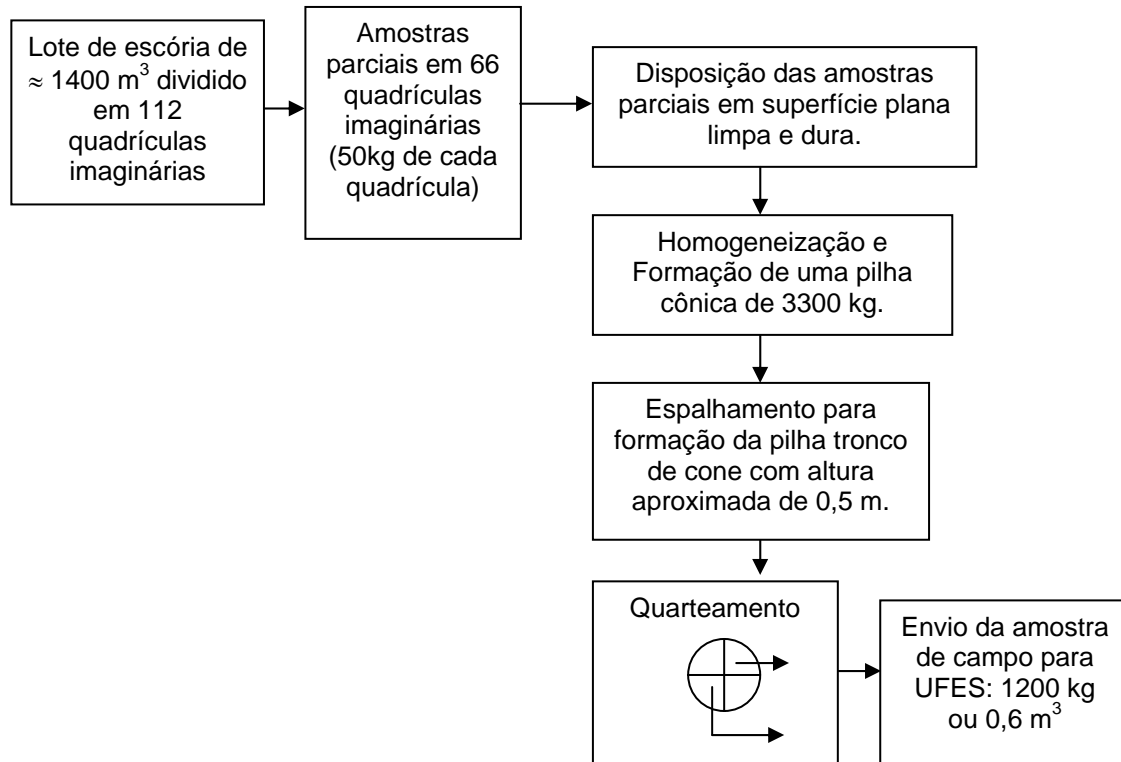 Lote de escória de
≈ 1400 m³ dividido
em 112
quadrículas
imaginárias
Amostras
parciais em 66
quadrículas
imaginárias
(50kg de cada
quadrícula)
Disposição das amostras
parciais em superfície plana
limpa e dura.
Homogeneização e
Formação de uma pilha
cônica de 3300 kg.
Espalhamento para
formação da pilha tronco
de cone com altura
aproximada de 0,5 m.
Quarteamento
Envio da amostra
de campo para
UFES: 1200 kg
ou 0,6 m³